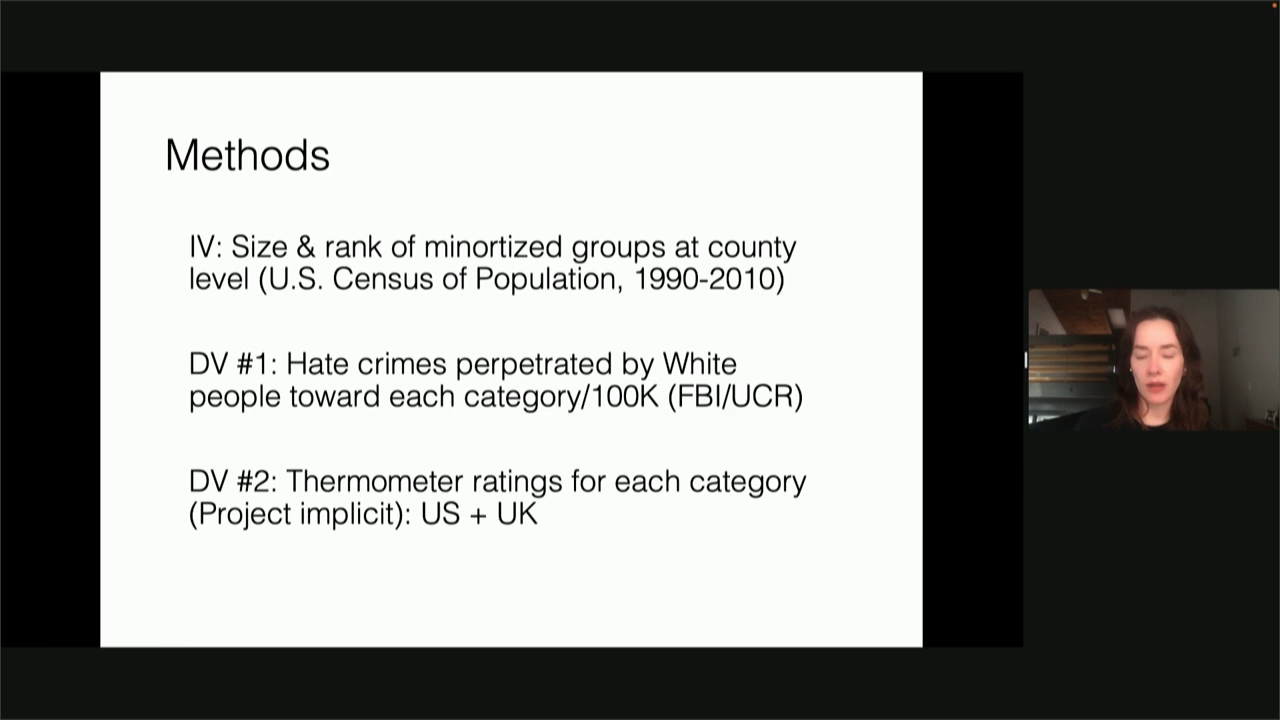 Methods
IV: Size & rank of minortized groups at county
level (U.S. Census of Population, 1990-2010)
DV #1: Hate crimes perpetrated by White
people toward each category/100K (FBI/UCR)
DV #2: Thermometer ratings for each category
(Project implicit): US + UK